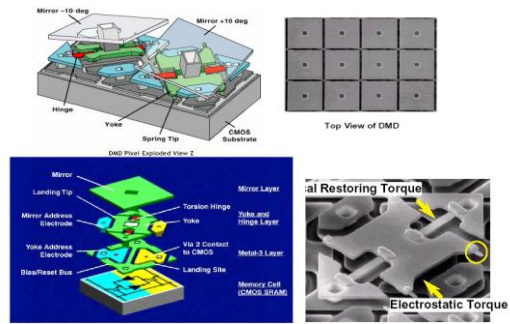 Mirror −10 deg
Mirror +10 deg
Hinge
Yoke
Spring Tip
CMOS
Substrate
Top View of DMD
DMD Pixel Exploded View Z
Mirror
Landing Tip
Mirror Address
Electrode
Yoke Address
Electrode
Bias/Reset Bus
Torsion Hinge
Yoke
Via 2 Contact
to CMOS
Landing Site
Mirror Layer
Yoke and
Hinge Layer
Metal-3 Layer
Memory Cell
(CMOS SRAM)
cal Restoring Torque
Electrostatic Torque